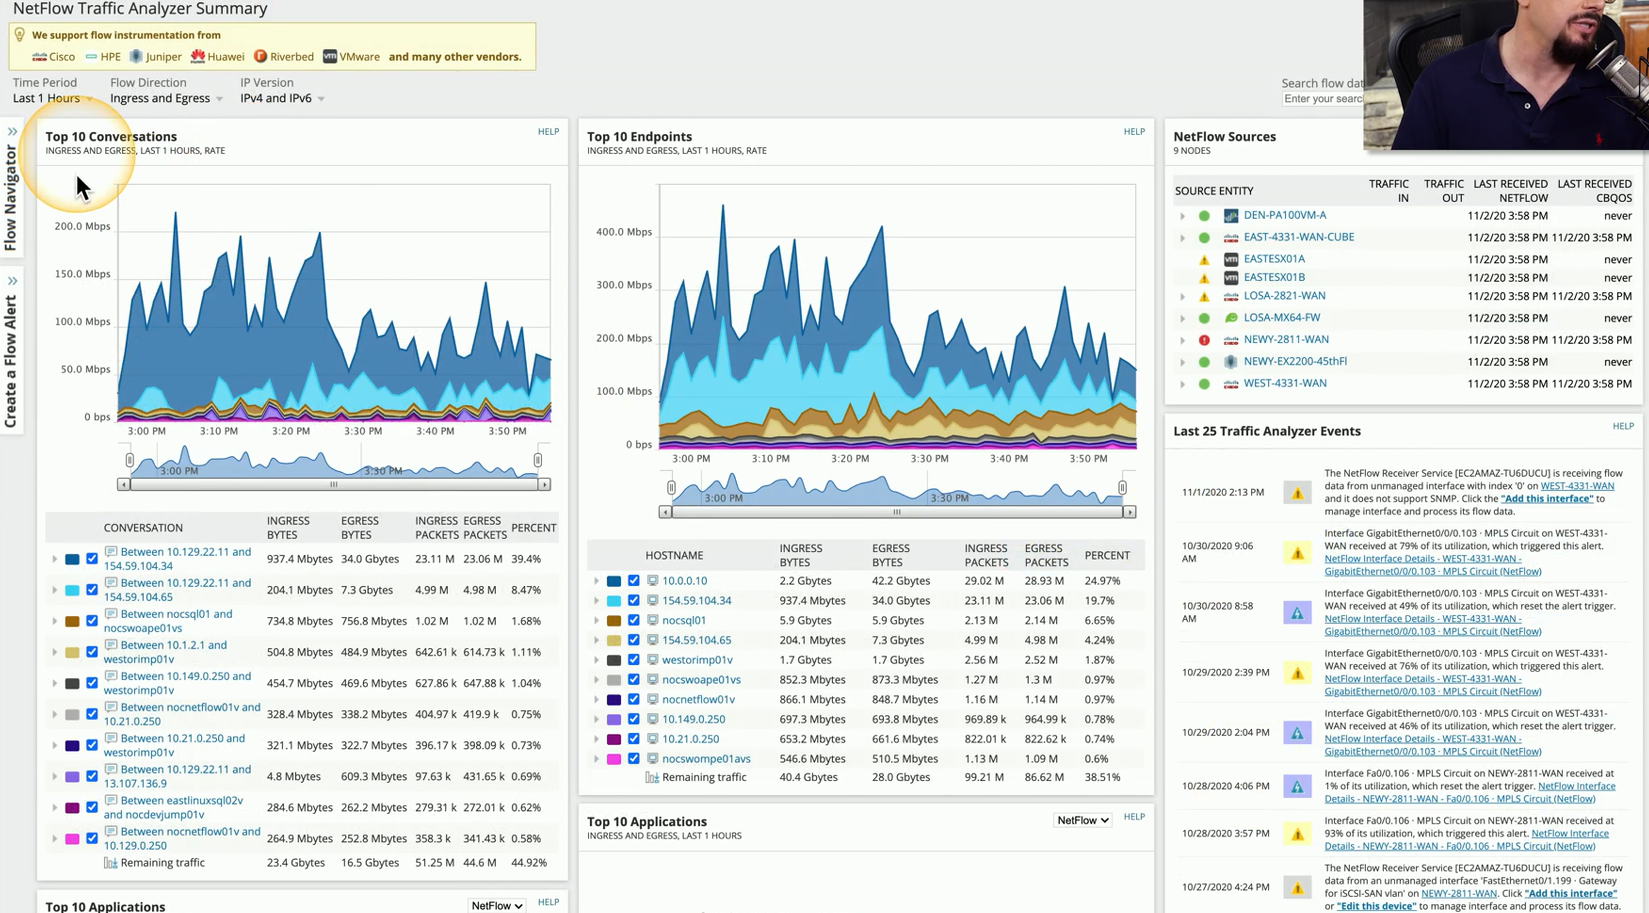 NetFlow Traffic Analyzer Summary
We support flow instrumentation from
Cisco HPE Juniper Huawei Riverbed VMware and many other vendors.
Time Period Flow Direction IP Version
Last 1 Hours Ingress and Egress IPv4 and IPv6
Search flow dat
Enter your search
Flow Navigator
Create a Flow Alert
Top 10 Conversations HELP
INGRESS AND EGRESS, LAST 1 HOURS, RATE
200.0 Mbps
150.0 Mbps
100.0 Mbps
50.0 Mbps
0 bps
3:00 PM 3:10 PM 3:20 PM 3:30 PM 3:40 PM 3:50 PM
3:00 PM 3:30 PM
CONVERSATION INGRESS BYTES EGRESS BYTES INGRESS PACKETS EGRESS PACKETS PERCENT
Between 10.129.22.11 and 154.59.104.34 937.4 Mbytes 34.0 Gbytes 23.11 M 23.06 M 39.4%
Between 10.129.22.11 and 154.59.104.65 204.1 Mbytes 7.3 Gbytes 4.99 M 4.98 M 8.47%
Between nocsql01 and nocswoape01vs 734.8 Mbytes 756.8 Mbytes 1.02 M 1.02 M 1.68%
Between 10.1.2.1 and westorimp01v 504.8 Mbytes 484.9 Mbytes 642.61 k 614.73 k 1.11%
Between 10.149.0.250 and westorimp01v 454.7 Mbytes 469.6 Mbytes 627.86 k 647.88 k 1.04%
Between nocnetflow01v and 10.21.0.250 328.4 Mbytes 338.2 Mbytes 404.97 k 419.9 k 0.75%
Between 10.21.0.250 and westorimp01v 321.1 Mbytes 322.7 Mbytes 396.17 k 398.09 k 0.73%
Between 10.129.22.11 and 13.107.136.9 4.8 Mbytes 609.3 Mbytes 97.63 k 431.65 k 0.69%
Between eastlinuxsql02v and nocdevjump01v 284.6 Mbytes 262.2 Mbytes 279.31 k 272.01 k 0.62%
Between nocnetflow01v and 10.129.0.250 264.9 Mbytes 252.8 Mbytes 358.3 k 341.43 k 0.58%
Remaining traffic 23.4 Gbytes 16.5 Gbytes 51.25 M 44.6 M 44.92%
Top 10 Applications NetFlow HELP
Top 10 Endpoints HELP
INGRESS AND EGRESS, LAST 1 HOURS, RATE
400.0 Mbps
300.0 Mbps
200.0 Mbps
100.0 Mbps
0 bps
3:00 PM 3:10 PM 3:20 PM 3:30 PM 3:40 PM 3:50 PM
3:00 PM 3:30 PM
HOSTNAME INGRESS BYTES EGRESS BYTES INGRESS PACKETS EGRESS PACKETS PERCENT
10.0.0.10 2.2 Gbytes 42.2 Gbytes 29.02 M 28.93 M 24.97%
154.59.104.34 937.4 Mbytes 34.0 Gbytes 23.11 M 23.06 M 19.7%
nocsql01 5.9 Gbytes 5.9 Gbytes 2.13 M 2.14 M 6.65%
154.59.104.65 204.1 Mbytes 7.3 Gbytes 4.99 M 4.98 M 4.24%
westorimp01v 1.7 Gbytes 1.7 Gbytes 2.56 M 2.52 M 1.87%
nocswoape01vs 852.3 Mbytes 873.3 Mbytes 1.27 M 1.3 M 0.97%
nocnetflow01v 866.1 Mbytes 848.7 Mbytes 1.16 M 1.14 M 0.97%
10.149.0.250 697.3 Mbytes 693.8 Mbytes 969.89 k 964.99 k 0.78%
10.21.0.250 653.2 Mbytes 661.6 Mbytes 822.01 k 822.62 k 0.74%
nocswompe01avs 546.6 Mbytes 510.5 Mbytes 1.13 M 1.09 M 0.6%
Remaining traffic 40.4 Gbytes 28.0 Gbytes 99.21 M 86.62 M 38.51%
Top 10 Applications NetFlow HELP
INGRESS AND EGRESS, LAST 1 HOURS
NetFlow Sources
9 NODES
SOURCE ENTITY TRAFFIC IN TRAFFIC OUT LAST RECEIVED NETFLOW LAST RECEIVED CBQOS
DEN-PA100VM-A 11/2/20 3:58 PM never
EAST-4331-WAN-CUBE 11/2/20 3:58 PM 11/2/20 3:58 PM
EASTESX01A 11/2/20 3:58 PM never
EASTESX01B 11/2/20 3:58 PM never
LOSA-2821-WAN 11/2/20 3:58 PM 11/2/20 3:58 PM
LOSA-MX64-FW 11/2/20 3:58 PM never
NEWY-2811-WAN 11/2/20 3:58 PM 11/2/20 3:58 PM
NEWY-EX2200-45thFl 11/2/20 3:58 PM never
WEST-4331-WAN 11/2/20 3:58 PM 11/2/20 3:58 PM
Last 25 Traffic Analyzer Events HELP
11/1/2020 2:13 PM
The NetFlow Receiver Service [EC2AMAZ-TU6DUCU] is receiving flow
data from unmanaged interface with index '0' on WEST-4331-WAN
and it does not support SNMP. Click the "Add this interface" to
manage interface and process its flow data.
10/30/2020 9:06 AM
Interface GigabitEthernet0/0/0.103 · MPLS Circuit on WEST-4331-
WAN received at 79% of its utilization, which triggered this alert.
NetFlow Interface Details - WEST-4331-WAN -
GigabitEthernet0/0/0.103 · MPLS Circuit (NetFlow)
10/30/2020 8:58 AM
Interface GigabitEthernet0/0/0.103 · MPLS Circuit on WEST-4331-
WAN received at 49% of its utilization, which reset the alert trigger.
NetFlow Interface Details - WEST-4331-WAN -
GigabitEthernet0/0/0.103 · MPLS Circuit (NetFlow)
10/29/2020 2:39 PM
Interface GigabitEthernet0/0/0.103 · MPLS Circuit on WEST-4331-
WAN received at 76% of its utilization, which triggered this alert.
NetFlow Interface Details - WEST-4331-WAN -
GigabitEthernet0/0/0.103 · MPLS Circuit (NetFlow)
10/29/2020 2:04 PM
Interface GigabitEthernet0/0/0.103 · MPLS Circuit on WEST-4331-
WAN received at 46% of its utilization, which reset the alert trigger.
NetFlow Interface Details - WEST-4331-WAN -
GigabitEthernet0/0/0.103 · MPLS Circuit (NetFlow)
10/28/2020 4:06 PM
Interface Fa0/0.106 · MPLS Circuit on NEWY-2811-WAN received at
1% of its utilization, which reset the alert trigger. NetFlow Interface
Details - NEWY-2811-WAN - Fa0/0.106 · MPLS Circuit (NetFlow)
10/28/2020 3:57 PM
Interface Fa0/0.106 · MPLS Circuit on NEWY-2811-WAN received at
93% of its utilization, which triggered this alert. NetFlow Interface
Details - NEWY-2811-WAN - Fa0/0.106 · MPLS Circuit (NetFlow)
10/27/2020 4:24 PM
The NetFlow Receiver Service [EC2AMAZ-TU6DUCU] is receiving flow
data from an unmanaged interface 'FastEthernet0/1.199 · Gateway
for iSCSI-SAN vlan' on NEWY-2811-WAN. Click "Add this interface"
or "Edit this device" to manage interface and process its flow data.